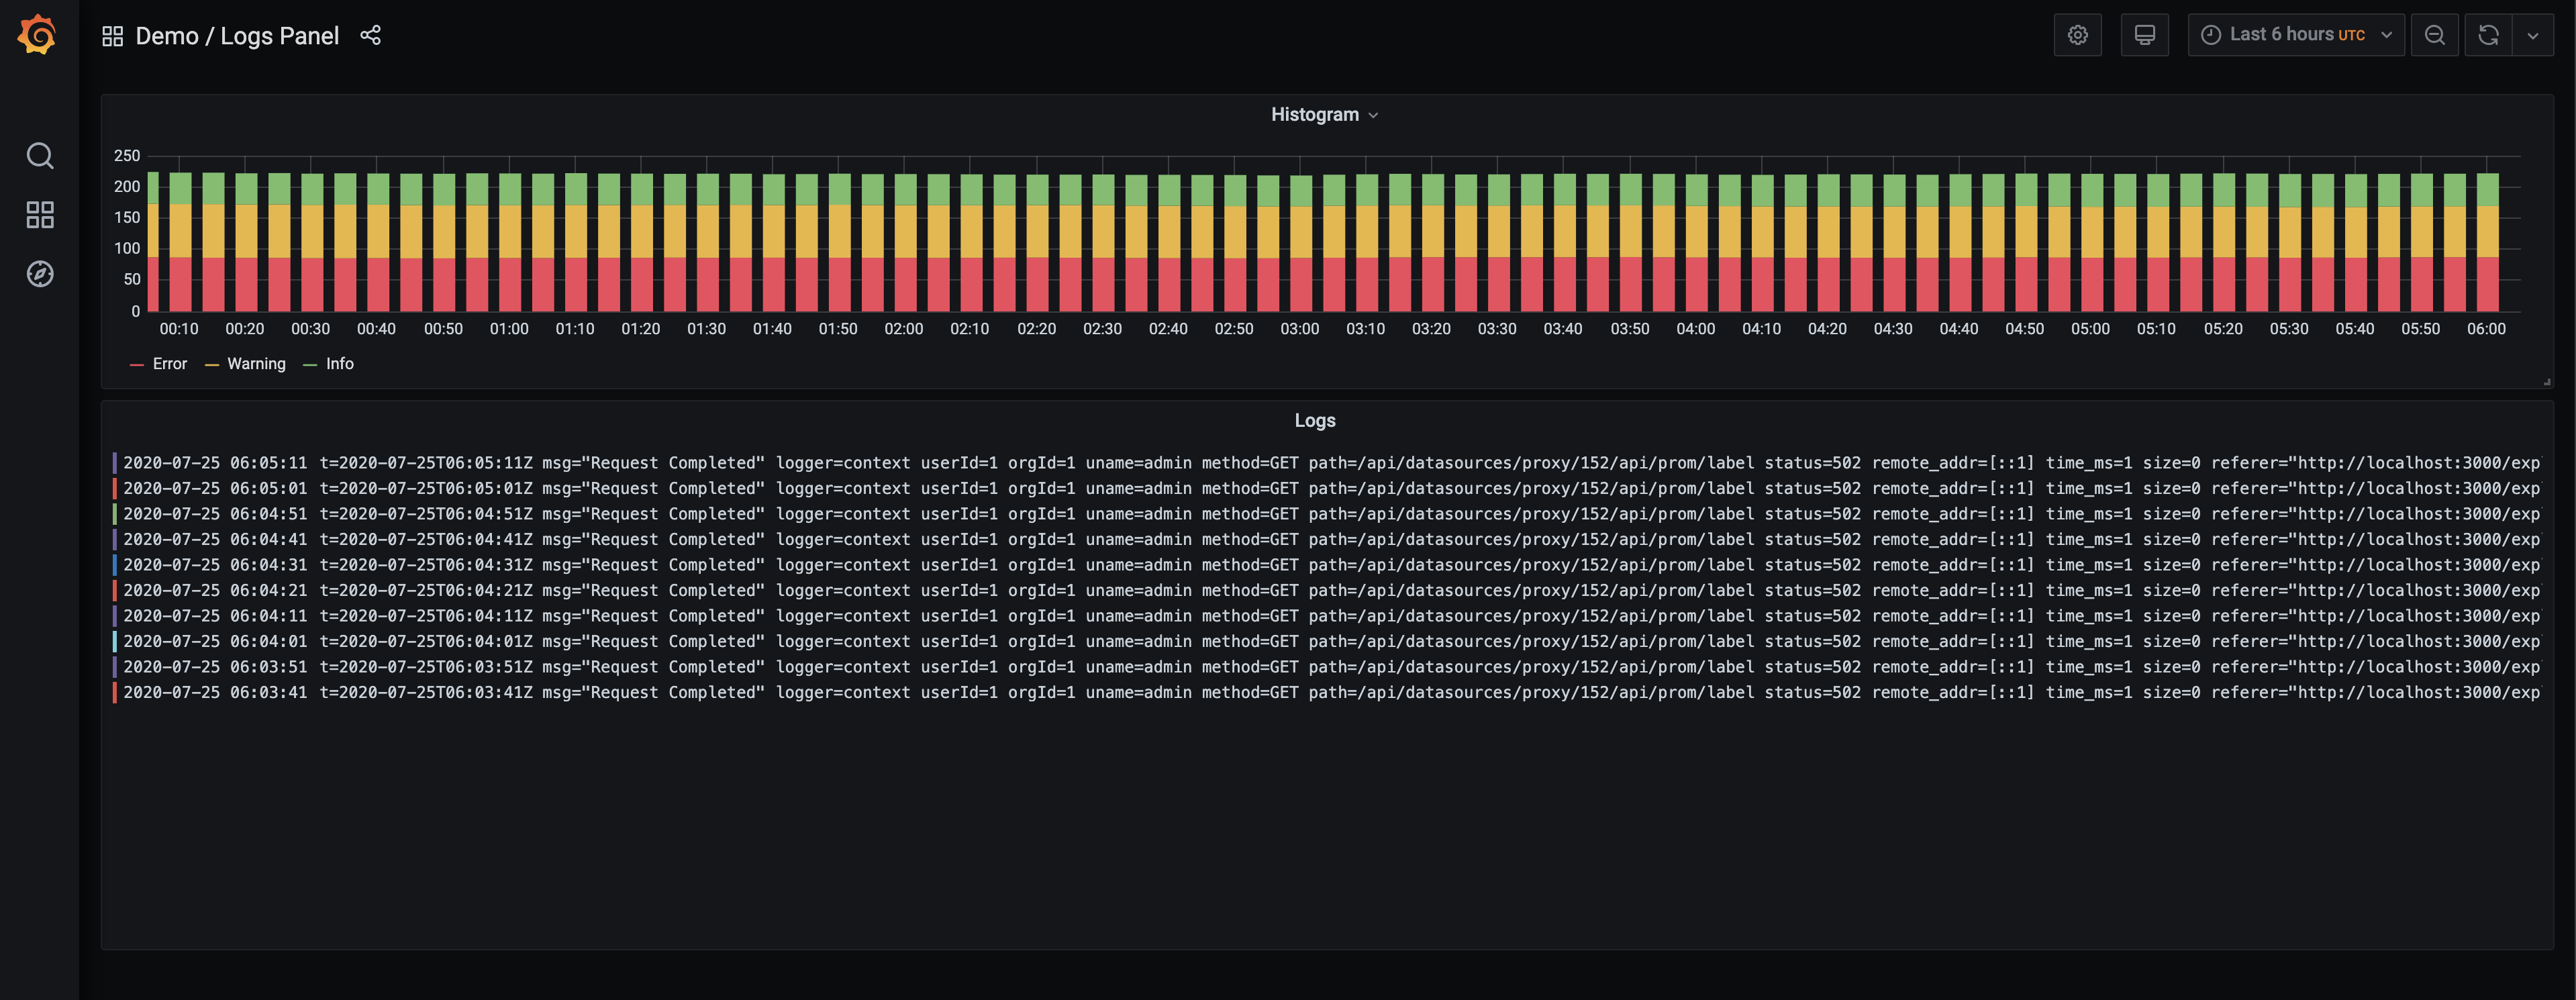 Demo / Logs Panel
Last 6 hours UTC
Histogram
250
200
150
100
50
0
00:10 00:20 00:30 00:40 00:50 01:00 01:10 01:20 01:30 01:40 01:50 02:00 02:10 02:20 02:30 02:40 02:50 03:00 03:10 03:20 03:30 03:40 03:50 04:00 04:10 04:20 04:30 04:40 04:50 05:00 05:10 05:20 05:30 05:40 05:50 06:00
Error Warning Info
Logs
2020-07-25 06:05:11 t=2020-07-25T06:05:11Z msg="Request Completed" logger=context userId=1 orgId=1 uname=admin method=GET path=/api/datasources/proxy/152/api/prom/label status=502 remote_addr=[::1] time_ms=1 size=0 referer="http://localhost:3000/exp
2020-07-25 06:05:01 t=2020-07-25T06:05:01Z msg="Request Completed" logger=context userId=1 orgId=1 uname=admin method=GET path=/api/datasources/proxy/152/api/prom/label status=502 remote_addr=[::1] time_ms=1 size=0 referer="http://localhost:3000/exp
2020-07-25 06:04:51 t=2020-07-25T06:04:51Z msg="Request Completed" logger=context userId=1 orgId=1 uname=admin method=GET path=/api/datasources/proxy/152/api/prom/label status=502 remote_addr=[::1] time_ms=1 size=0 referer="http://localhost:3000/exp
2020-07-25 06:04:41 t=2020-07-25T06:04:41Z msg="Request Completed" logger=context userId=1 orgId=1 uname=admin method=GET path=/api/datasources/proxy/152/api/prom/label status=502 remote_addr=[::1] time_ms=1 size=0 referer="http://localhost:3000/exp
2020-07-25 06:04:31 t=2020-07-25T06:04:31Z msg="Request Completed" logger=context userId=1 orgId=1 uname=admin method=GET path=/api/datasources/proxy/152/api/prom/label status=502 remote_addr=[::1] time_ms=1 size=0 referer="http://localhost:3000/exp
2020-07-25 06:04:21 t=2020-07-25T06:04:21Z msg="Request Completed" logger=context userId=1 orgId=1 uname=admin method=GET path=/api/datasources/proxy/152/api/prom/label status=502 remote_addr=[::1] time_ms=1 size=0 referer="http://localhost:3000/exp
2020-07-25 06:04:11 t=2020-07-25T06:04:11Z msg="Request Completed" logger=context userId=1 orgId=1 uname=admin method=GET path=/api/datasources/proxy/152/api/prom/label status=502 remote_addr=[::1] time_ms=1 size=0 referer="http://localhost:3000/exp
2020-07-25 06:04:01 t=2020-07-25T06:04:01Z msg="Request Completed" logger=context userId=1 orgId=1 uname=admin method=GET path=/api/datasources/proxy/152/api/prom/label status=502 remote_addr=[::1] time_ms=1 size=0 referer="http://localhost:3000/exp
2020-07-25 06:03:51 t=2020-07-25T06:03:51Z msg="Request Completed" logger=context userId=1 orgId=1 uname=admin method=GET path=/api/datasources/proxy/152/api/prom/label status=502 remote_addr=[::1] time_ms=1 size=0 referer="http://localhost:3000/exp
2020-07-25 06:03:41 t=2020-07-25T06:03:41Z msg="Request Completed" logger=context userId=1 orgId=1 uname=admin method=GET path=/api/datasources/proxy/152/api/prom/label status=502 remote_addr=[::1] time_ms=1 size=0 referer="http://localhost:3000/exp